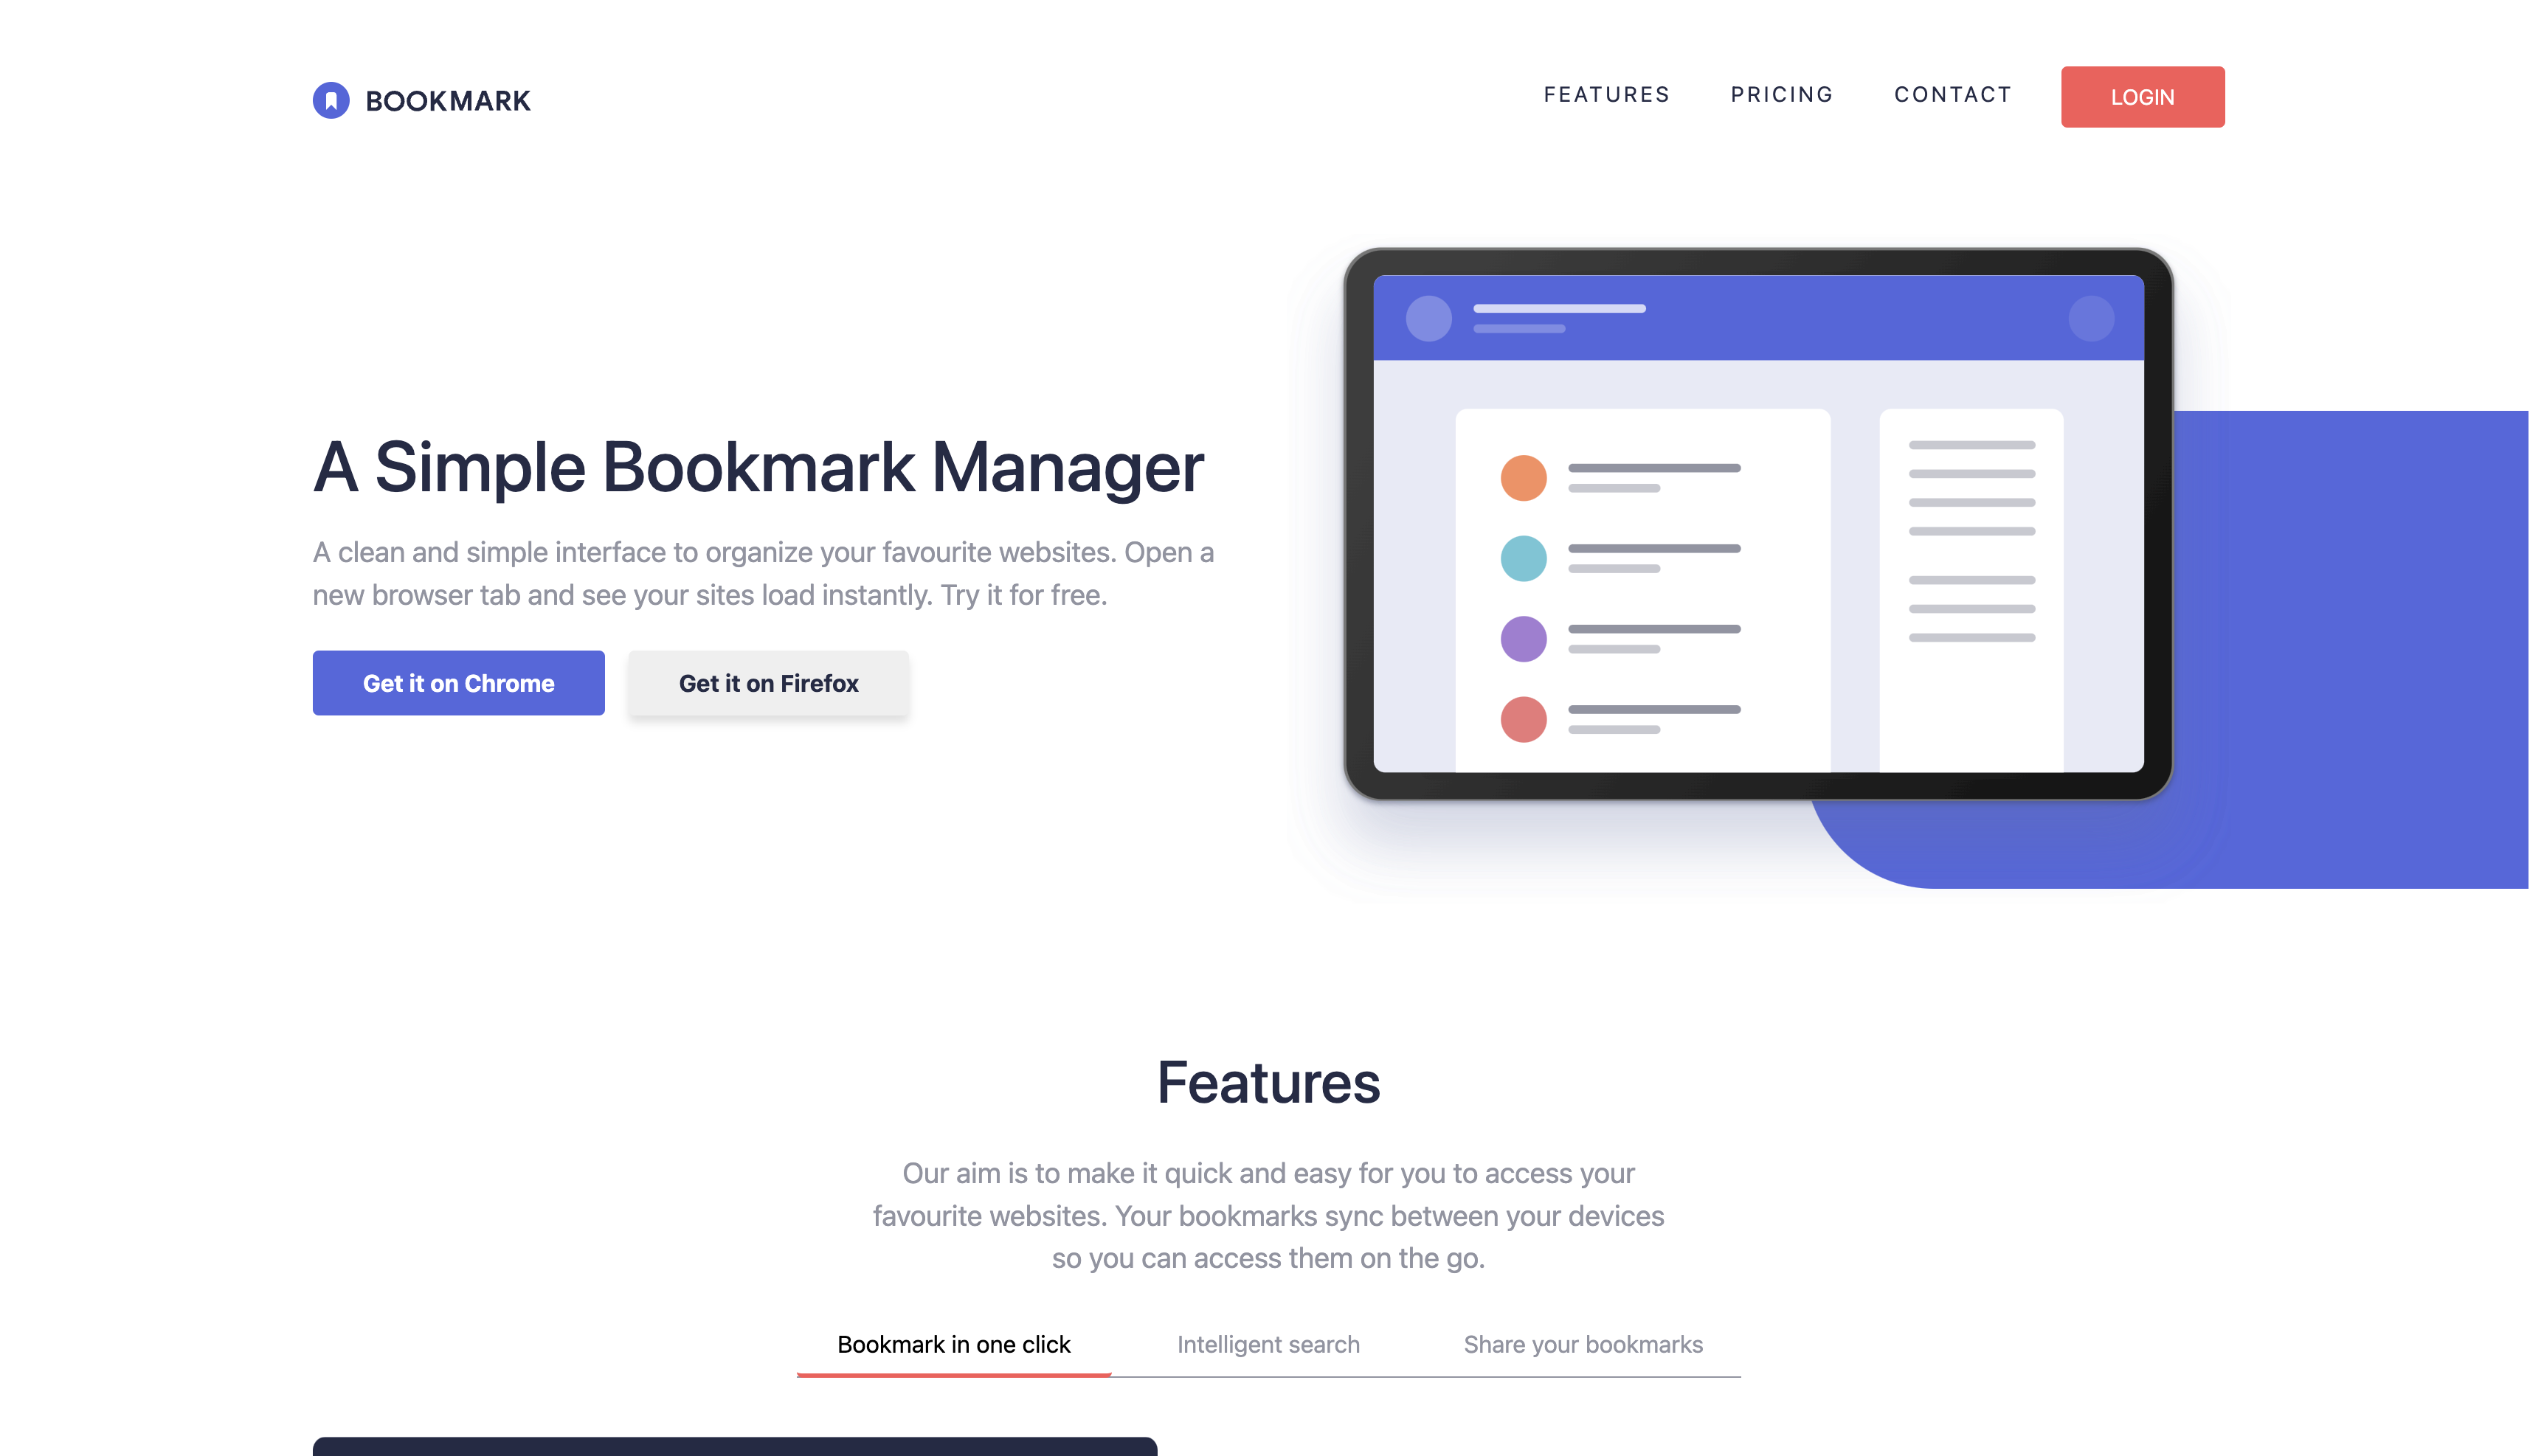 BOOKMARK
FEATURES
PRICING
CONTACT
LOGIN
A Simple Bookmark Manager
A clean and simple interface to organize your favourite websites. Open a
new browser tab and see your sites load instantly. Try it for free.
Get it on Chrome
Get it on Firefox
Features
Our aim is to make it quick and easy for you to access your
favourite websites. Your bookmarks sync between your devices
so you can access them on the go.
Bookmark in one click
Intelligent search
Share your bookmarks